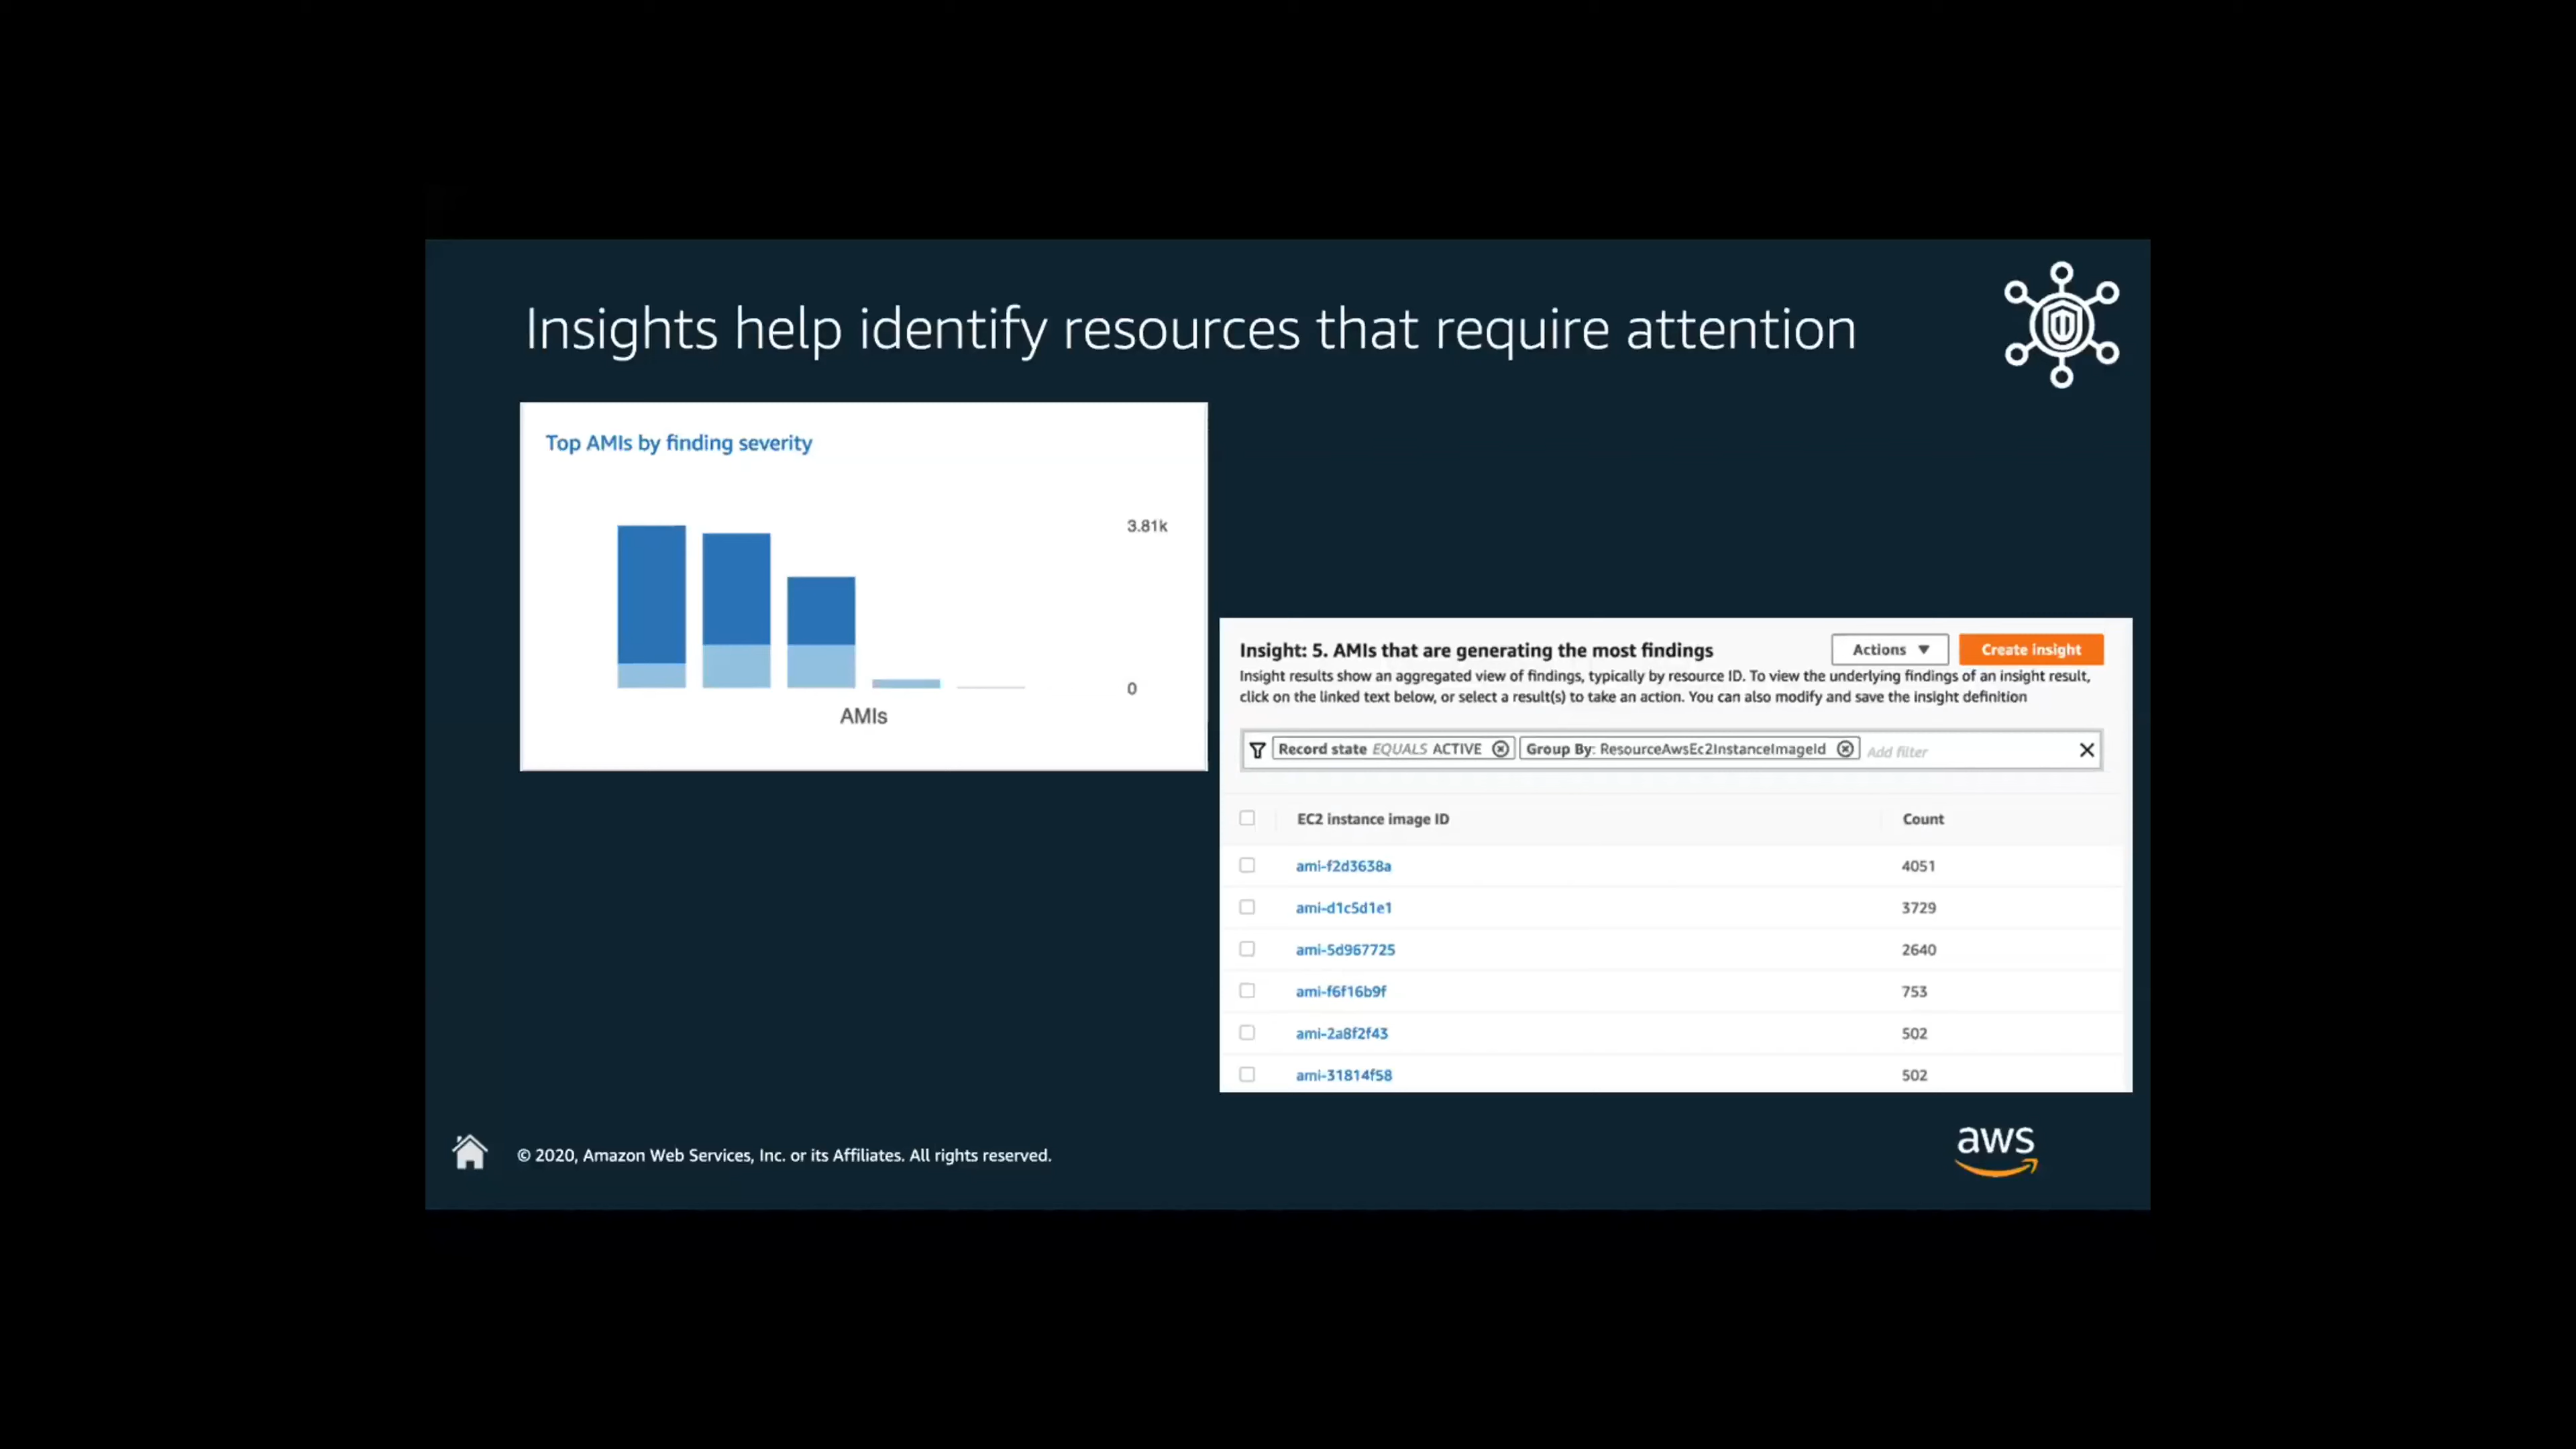 Insights help identify resources that require attention
Top AMIs by finding severity
3.81k
0
AMIs
Insight: 5. AMIs that are generating the most findings
Actions
Create insight
Insight results show an aggregated view of findings, typically by resource ID. To view the underlying findings of an insight result,
click on the linked text below, or select a result(s) to take an action. You can also modify and save the insight definition
Record state EQUALS ACTIVE Group By: ResourceAwsEc2InstanceImageId Add filter
EC2 instance image ID Count
ami-f2d3638a 4051
ami-d1c5d1e1 3729
ami-5d967725 2640
ami-f6f16b9f 753
ami-2a8f2f43 502
ami-31814f58 502
© 2020, Amazon Web Services, Inc. or its Affiliates. All rights reserved.
aws